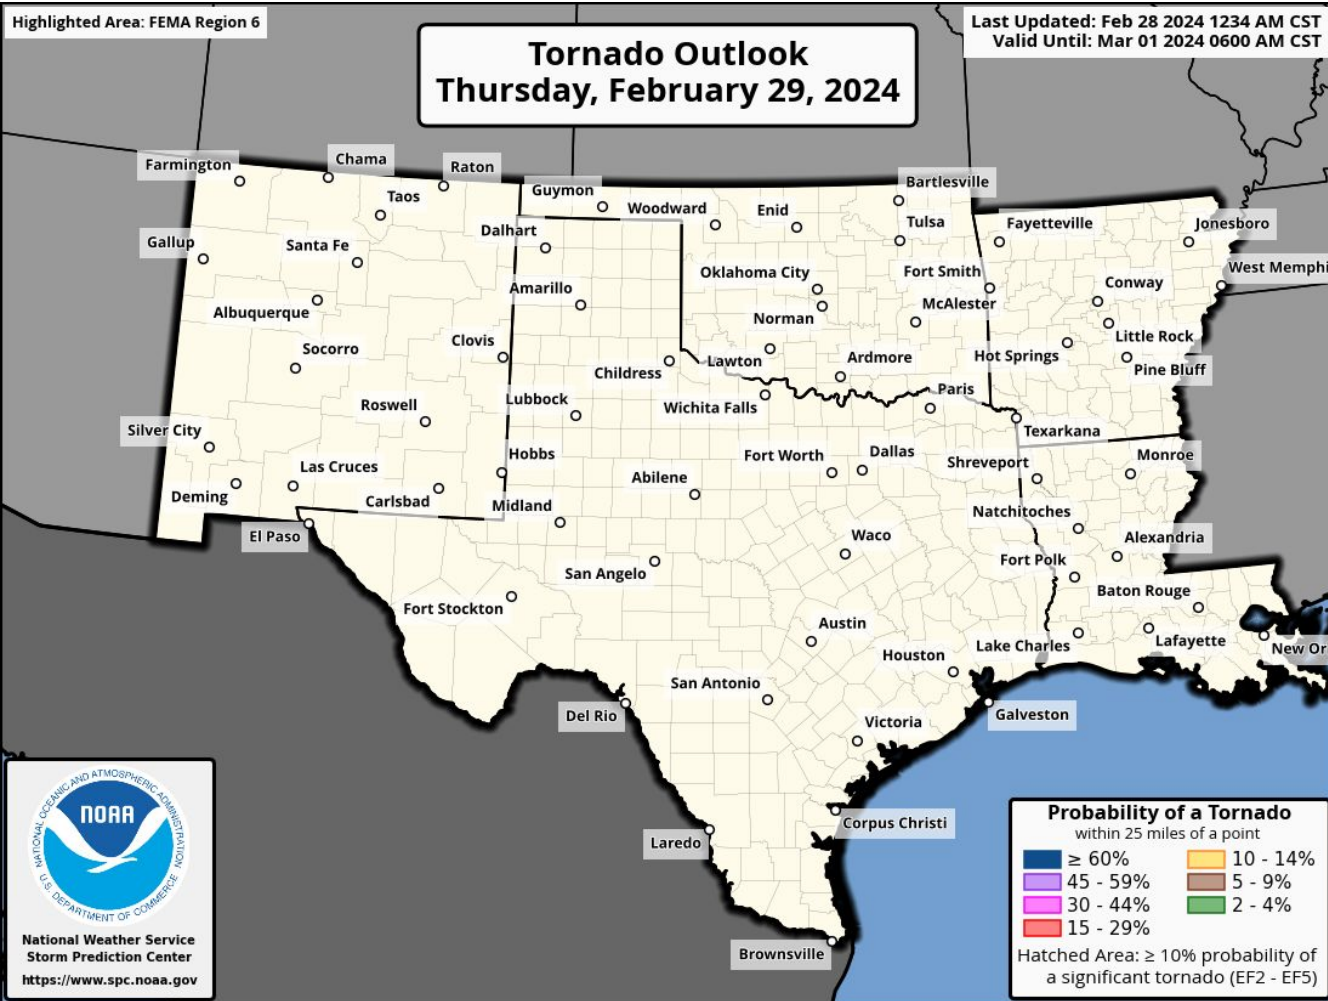 Highlighted Area: FEMA Region 6
Last Updated: Feb 28 2024 1234 AM CST
Valid Until: Mar 01 2024 0600 AM CST
Tornado Outlook
Thursday, February 29, 2024
Farmington
Chama
Raton
Taos
Guymon
Woodward
Enid
Bartlesville
Tulsa
Fayetteville
Jonesboro
Gallup
Santa Fe
Dalhart
Oklahoma City
Fort Smith
West Memphi
Amarillo
Conway
Albuquerque
Norman
McAlester
Socorro
Clovis
Little Rock
Childress
Lawton
Ardmore
Hot Springs
Pine Bluff
Roswell
Lubbock
Wichita Falls
Paris
Silver City
Texarkana
Las Cruces
Hobbs
Fort Worth
Dallas
Shreveport
Monroe
Deming
Carlsbad
Abilene
Midland
Natchitoches
El Paso
Waco
Alexandria
San Angelo
Fort Polk
Fort Stockton
Baton Rouge
Austin
Lake Charles
Lafayette
New Or
Houston
San Antonio
Del Rio
Victoria
Galveston
Corpus Christi
Laredo
Brownsville
NATIONAL OCEANIC AND ATMOSPHERIC ADMINISTRATION
NOAA
U.S. DEPARTMENT OF COMMERCE
National Weather Service
Storm Prediction Center
https://www.spc.noaa.gov
Probability of a Tornado
within 25 miles of a point
≥ 60%
10 - 14%
45 - 59%
5 - 9%
30 - 44%
2 - 4%
15 - 29%
Hatched Area: ≥ 10% probability of
a significant tornado (EF2 - EF5)